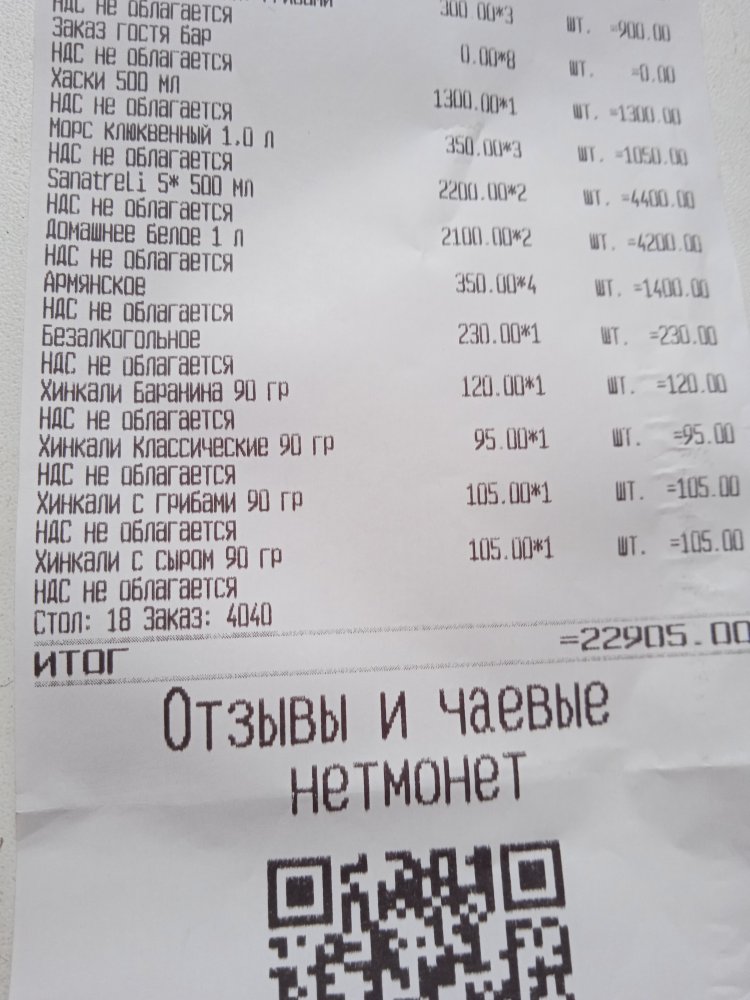 НДС не облагается 300.00*3 шт. =900.00
Заказ гостя бар
НДС не облагается 0.00*8 шт. =0.00
Хаски 500 мл
НДС не облагается 1300.00*1 шт. =1300.00
Морс клюквенный 1,0 л
НДС не облагается 350.00*3 шт. =1050.00
Sanatreli 5* 500 мл
НДС не облагается 2200.00*2 шт. =4400.00
Домашнее белое 1 л
НДС не облагается 2100.00*2 шт. =4200.00
Армянское 350.00*4 шт. =1400.00
НДС не облагается
Безалкогольное 230.00*1 шт. =230.00
НДС не облагается
Хинкали Баранина 90 гр 120.00*1 шт. =120.00
НДС не облагается
Хинкали Классические 90 гр 95.00*1 шт. =95.00
НДС не облагается
Хинкали с грибами 90 гр 105.00*1 шт. =105.00
НДС не облагается
Хинкали с сыром 90 гр 105.00*1 шт. =105.00
НДС не облагается
Стол: 18 Заказ: 4040
ИТОГ =22905.00
Отзывы и чаевые
нетмонет